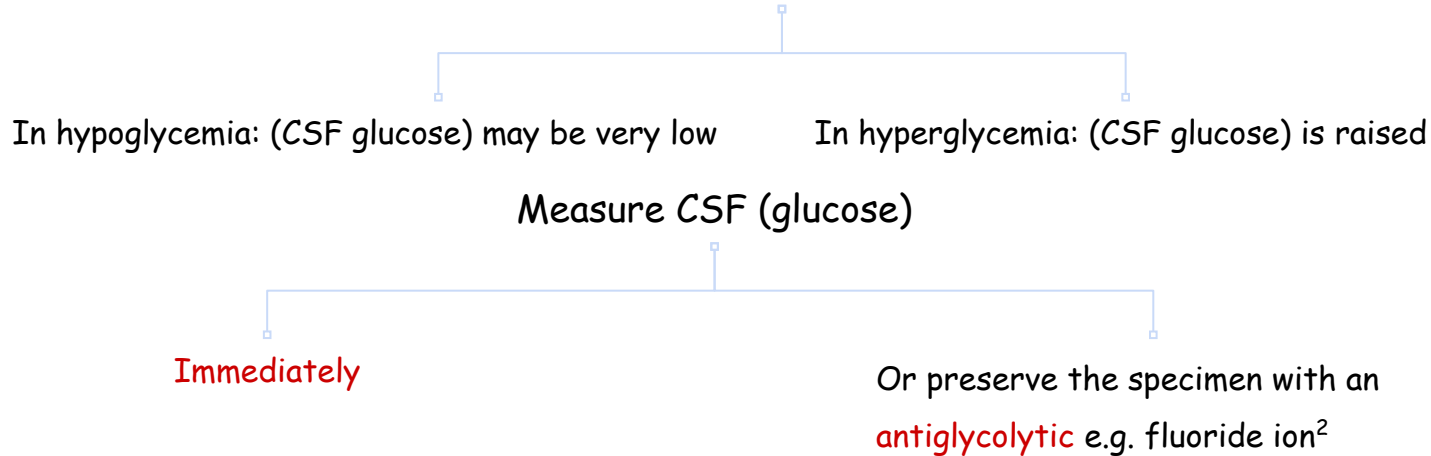 In hypoglycemia: (CSF glucose) may be very low
In hyperglycemia: (CSF glucose) is raised
Measure CSF (glucose)
Immediately
Or preserve the specimen with an
antiglycolytic e.g. fluoride ion²